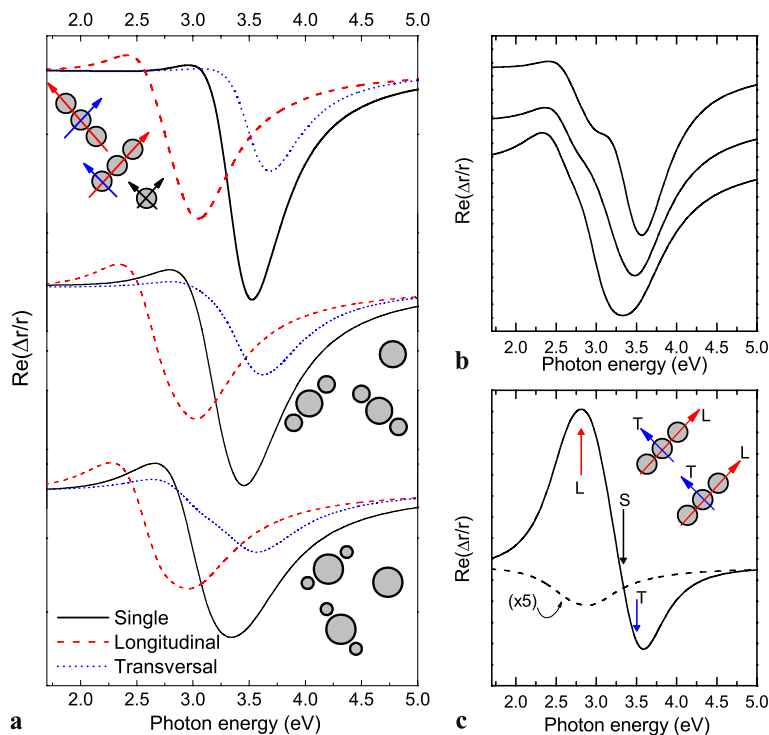 2.0 2.5 3.0 3.5 4.0 4.5 5.0
Re(Δr/r)
Single
Longitudinal
Transversal
2.0 2.5 3.0 3.5 4.0 4.5 5.0
Photon energy (eV)
a
Re(Δr/r)
2.0 2.5 3.0 3.5 4.0 4.5 5.0
Photon energy (eV)
b
Re(Δr/r)
L
T
L
T
L
S
T
(x5)
2.0 2.5 3.0 3.5 4.0 4.5 5.0
Photon energy (eV)
c